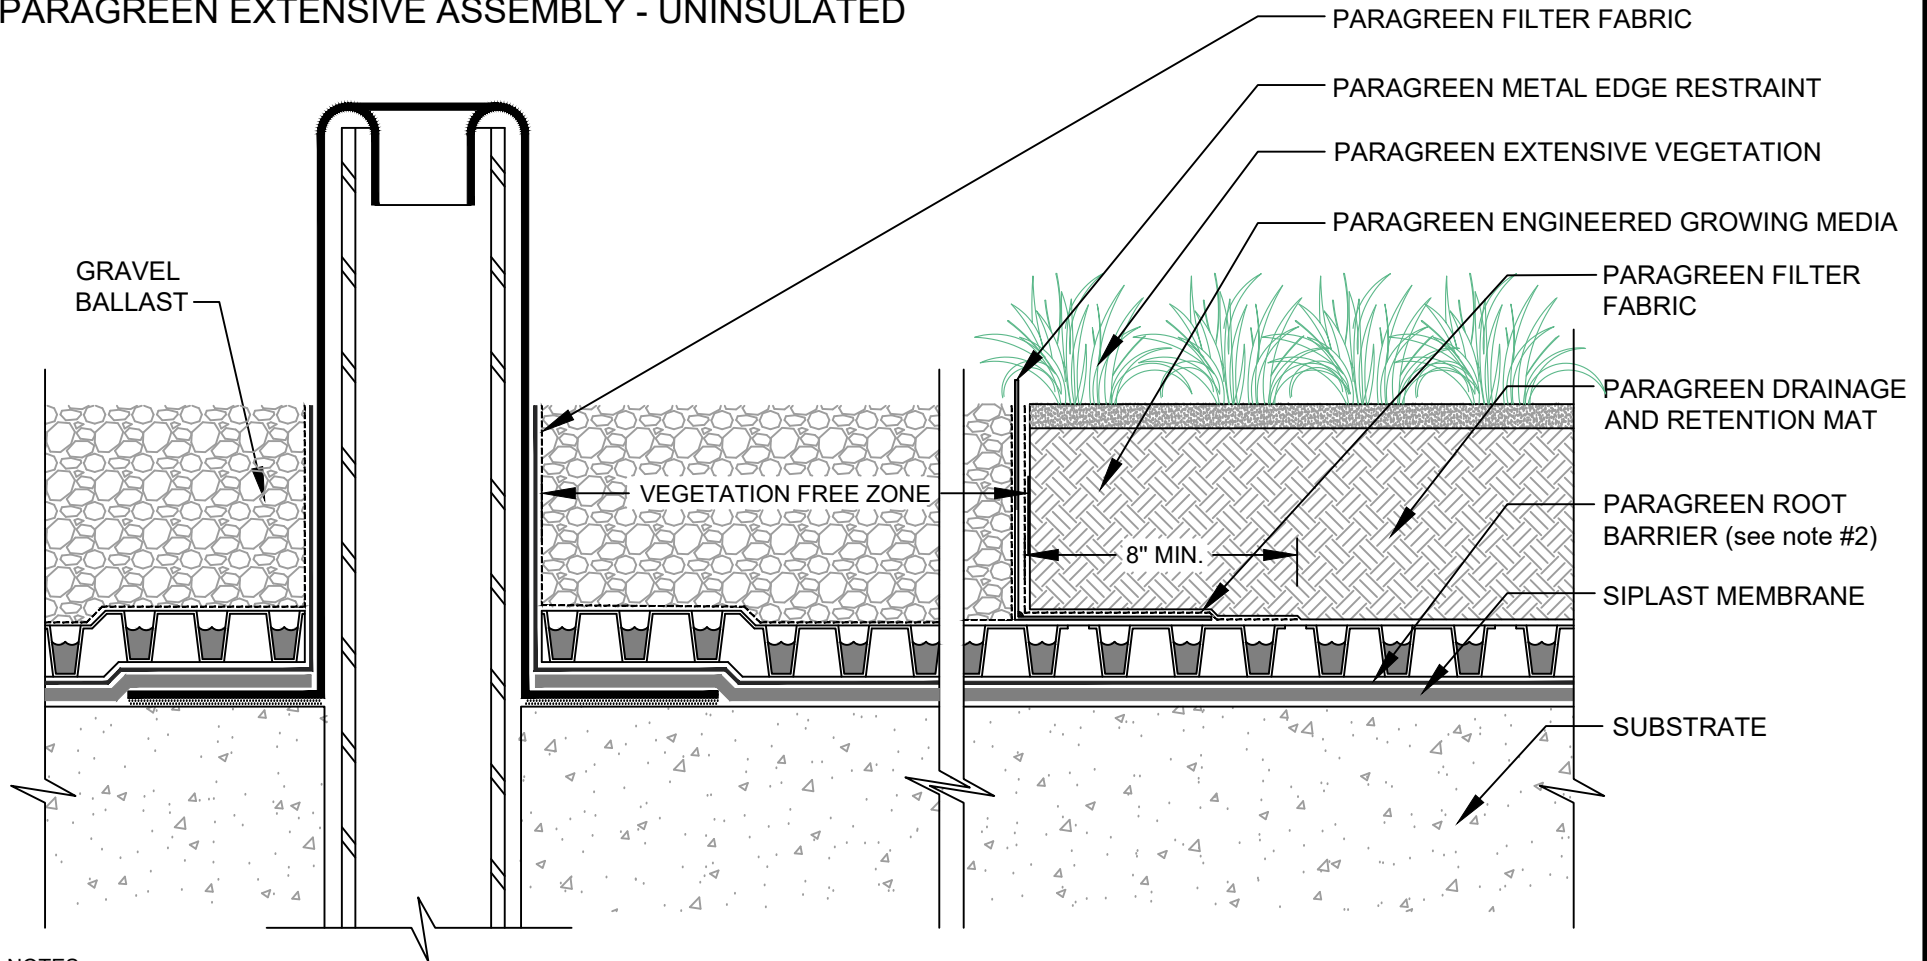 PARAGREEN EXTENSIVE ASSEMBLY - UNINSULATED
PARAGREEN FILTER FABRIC
PARAGREEN METAL EDGE RESTRAINT
PARAGREEN EXTENSIVE VEGETATION
PARAGREEN ENGINEERED GROWING MEDIA
GRAVEL
BALLAST
PARAGREEN FILTER
FABRIC
PARAGREEN DRAINAGE
AND RETENTION MAT
VEGETATION FREE ZONE
PARAGREEN ROOT
BARRIER (see note #2)
8" MIN.
SIPLAST MEMBRANE
SUBSTRATE
NOTES